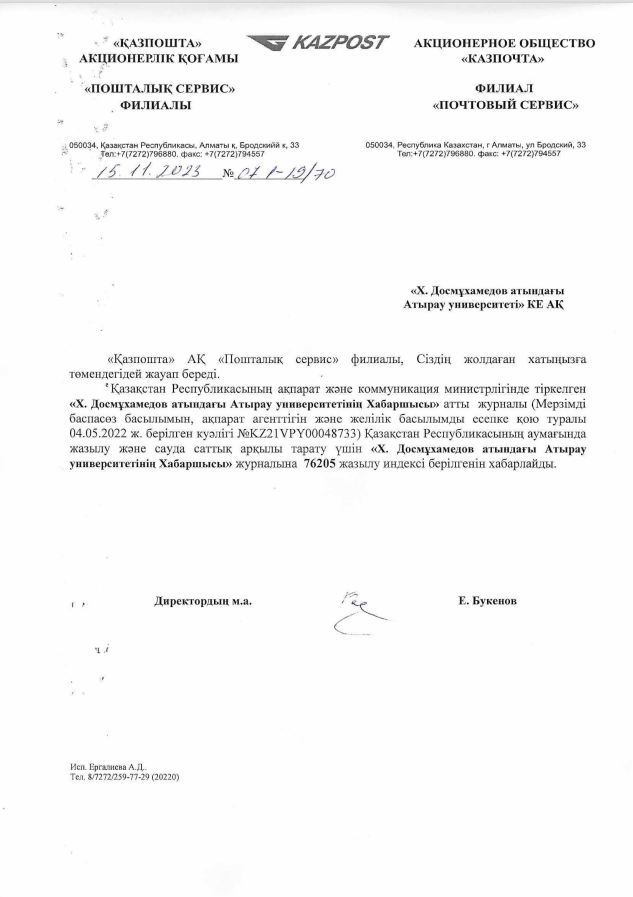 «ҚАЗПОШТА»
АКЦИОНЕРЛІК ҚОҒАМЫ
«ПОШТАЛЫҚ СЕРВИС»
ФИЛИАЛЫ
KAZPOST
АКЦИОНЕРНОЕ ОБЩЕСТВО
«КАЗПОЧТА»
ФИЛИАЛ
«ПОЧТОВЫЙ СЕРВИС»
050034, Қазақстан Республикасы, Алматы қ, Бродскийй к, 33
Тел:+7(7272)796880. факс: +7(7272)794557
050034, Республика Казахстан, г Алматы, ул Бродский, 33
Тел:+7(7272)796880. факс: +7(7272)794557
15.11.2023 № 07 1-19/70
«Х. Досмұхамедов атындағы
Атырау университеті» КЕ АҚ
«Қазпошта» АҚ «Пошталық сервис» филиалы, Сіздің жолдаған хатыңызға
төмендегідей жауап береді.
Қазақстан Республикасының ақпарат және коммуникация министрлігінде тіркелген
«Х. Досмұхамедов атындағы Атырау университетінің Хабаршысы» атты журналы (Мерзімді
баспасөз басылымын, ақпарат агенттігін және желілік басылымды есепке қою туралы
04.05.2022 ж. берілген куәлігі №KZ21VPY00048733) Қазақстан Республикасының аумағында
жазылу және сауда саттық арқылы тарату үшін «Х. Досмұхамедов атындағы Атырау
университетінің Хабаршысы» журналына 76205 жазылу индексі берілгенін хабарлайды.
Директордың м.а.
Е. Букенов
Исп. Ергалиева А.Д..
Тел. 8/7272/259-77-29 (20220)